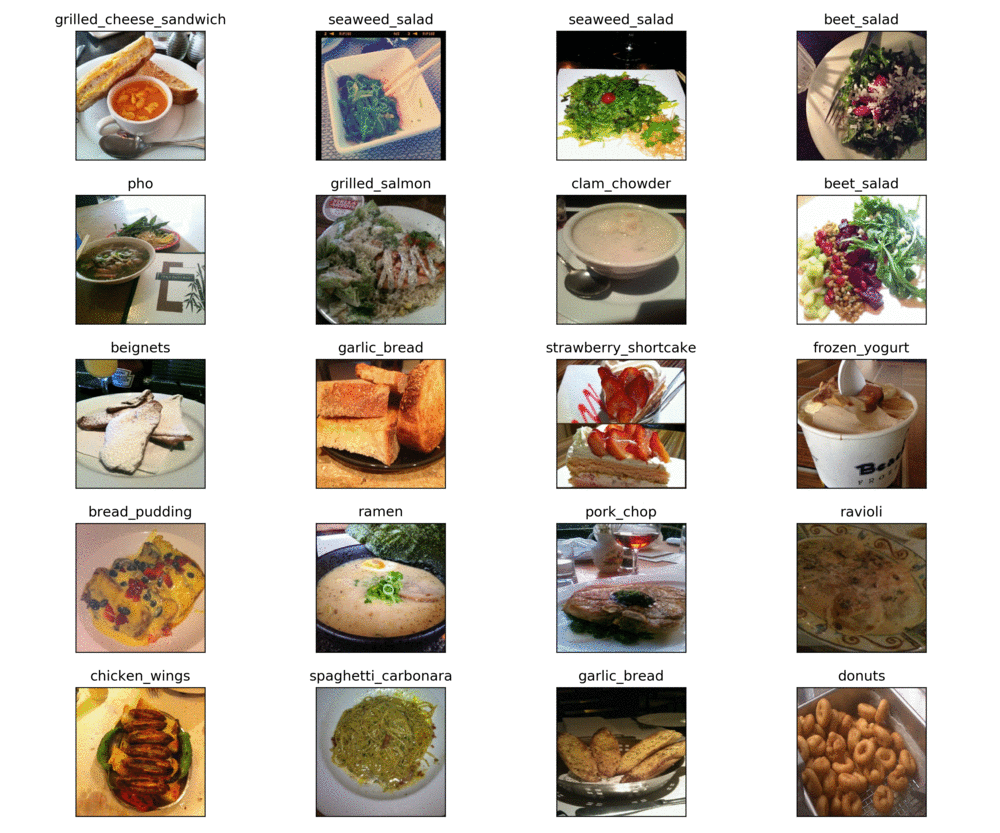 grilled_cheese_sandwich
seaweed_salad
seaweed_salad
beet_salad
pho
grilled_salmon
clam_chowder
beet_salad
beignets
garlic_bread
strawberry_shortcake
frozen_yogurt
bread_pudding
ramen
pork_chop
ravioli
chicken_wings
spaghetti_carbonara
garlic_bread
donuts